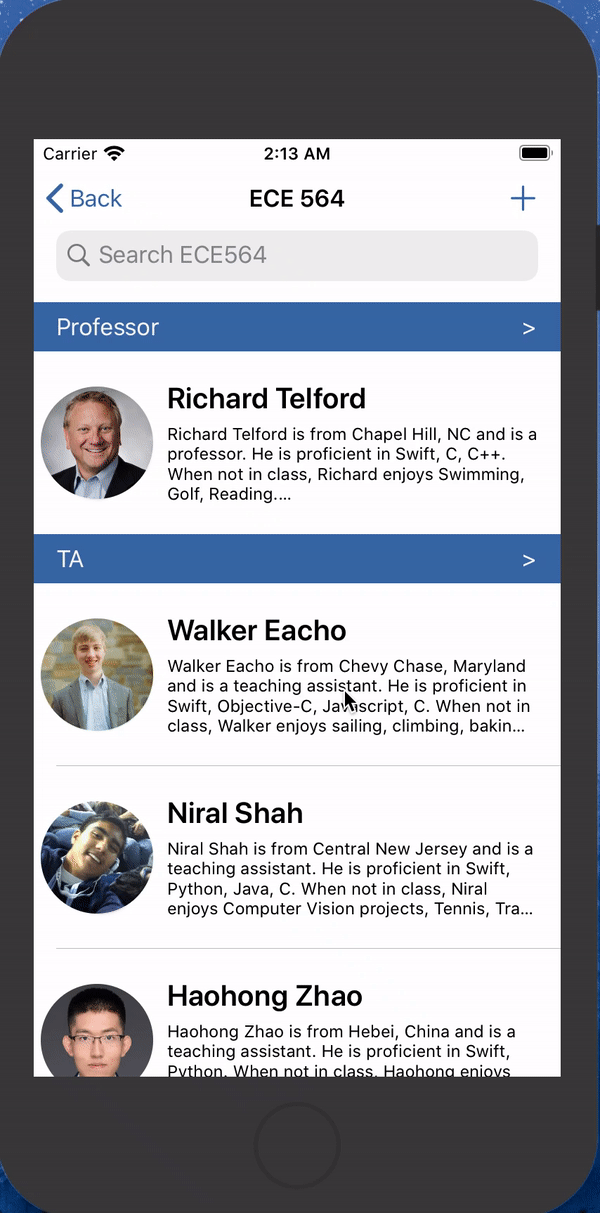 Carrier 2:13 AM
Back ECE 564 +
Search ECE564
Professor >
Richard Telford
Richard Telford is from Chapel Hill, NC and is a
professor. He is proficient in Swift, C, C++.
When not in class, Richard enjoys Swimming,
Golf, Reading....
TA >
Walker Eacho
Walker Eacho is from Chevy Chase, Maryland
and is a teaching assistant. He is proficient in
Swift, Objective-C, Javascript, C. When not in
class, Walker enjoys sailing, climbing, bakin...
Niral Shah
Niral Shah is from Central New Jersey and is a
teaching assistant. He is proficient in Swift,
Python, Java, C. When not in class, Niral
enjoys Computer Vision projects, Tennis, Tra...
Haohong Zhao
Haohong Zhao is from Hebei, China and is a
teaching assistant. He is proficient in Swift,
Python. When not in class, Haohong enjoys